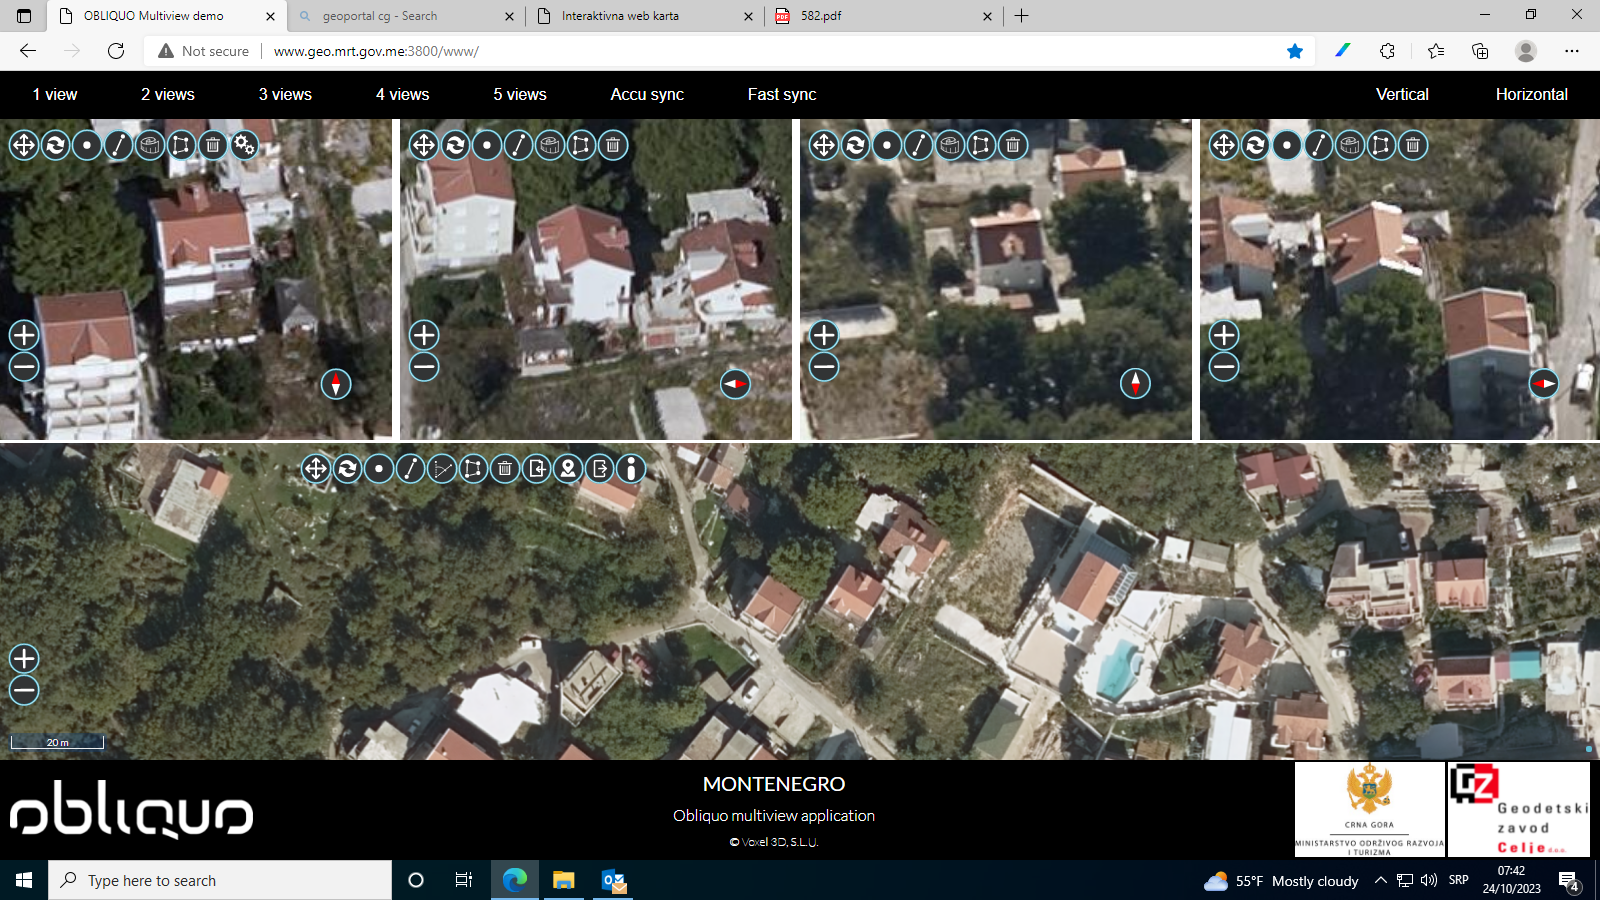 OBLIQUO Multiview demo
geoportal cg - Search
Interaktivna web karta
PDF
582.pdf
Not secure
www.geo.mrt.gov.me:3800/www/
1 view
2 views
3 views
4 views
5 views
Accu sync
Fast sync
Vertical
Horizontal
20 m
obliquo
MONTENEGRO
Obliquo multiview application
© Voxel 3D, S.L.U.
CRNA GORA
MINISTARSTVO ODRŽIVOG RAZVOJA
I TURIZMA
GZ
Geodetski
zavod
Celje d.o.o.
Type here to search
55°F Mostly cloudy
SRP
07:42
24/10/2023
4